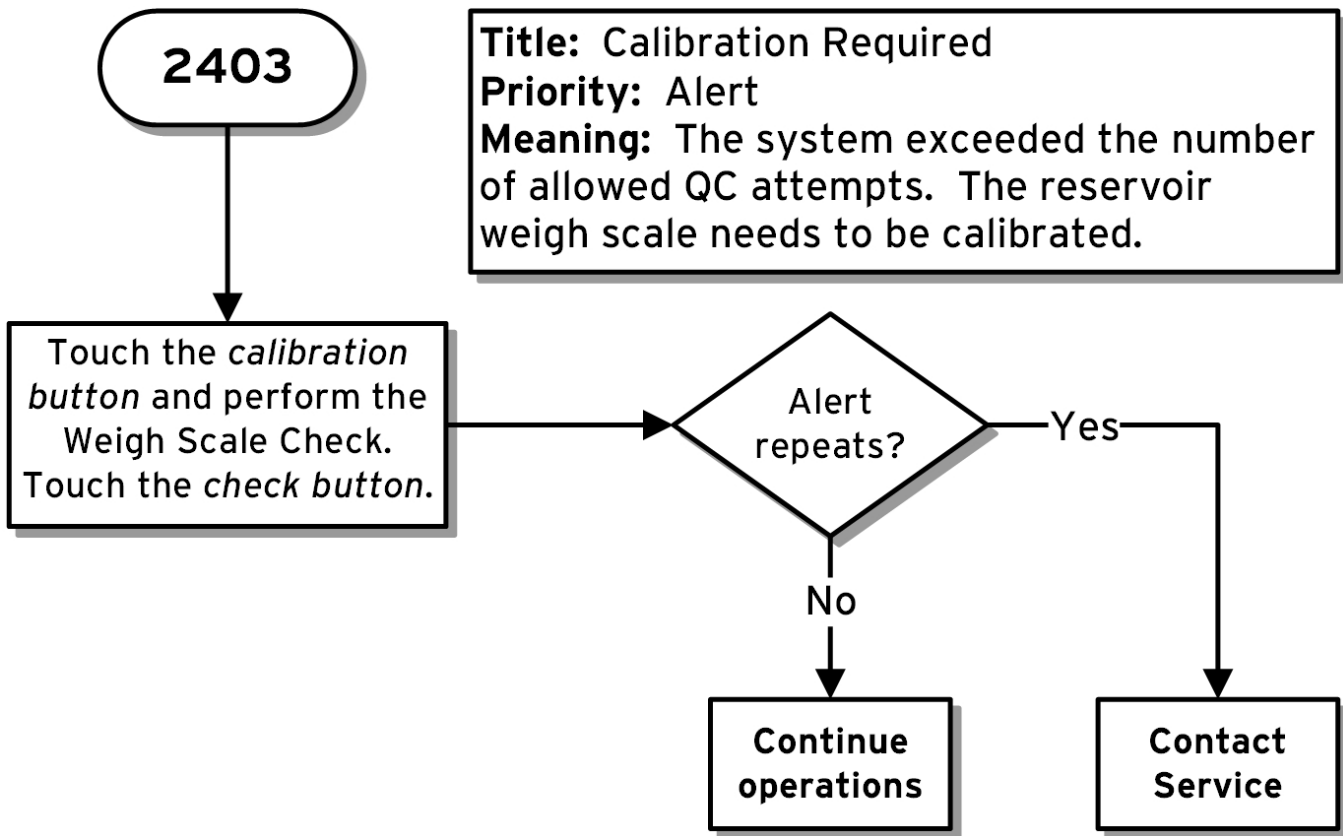 2403
Title: Calibration Required
Priority: Alert
Meaning: The system exceeded the number
of allowed QC attempts. The reservoir
weigh scale needs to be calibrated.
Touch the calibration
button and perform the
Weigh Scale Check.
Touch the check button.
Alert
repeats?
Yes
No
Continue
operations
Contact
Service